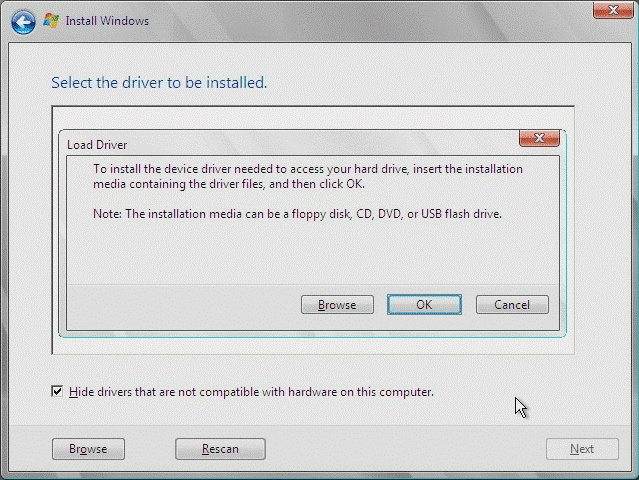 Install Windows
Select the driver to be installed.
Load Driver
To install the device driver needed to access your hard drive, insert the installation
media containing the driver files, and then click OK.
Note: The installation media can be a floppy disk, CD, DVD, or USB flash drive.
Browse OK Cancel
Hide drivers that are not compatible with hardware on this computer.
Browse Rescan Next